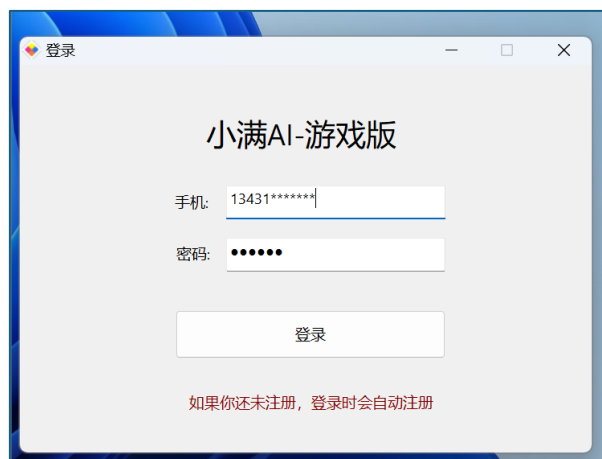 登录
小满AI-游戏版
手机: 13431*******
密码: ●●●●●●
登录
如果你还未注册，登录时会自动注册